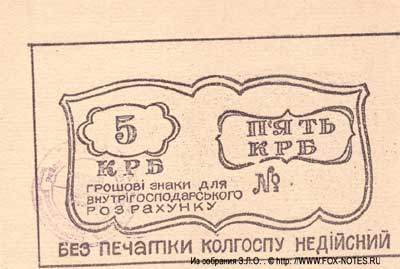 5
КРБ
П'ЯТЬ
КРБ
№
ГРОШОВІ ЗНАКИ ДЛЯ
ВНУТРІГОСПОДАРСЬКОГО
РОЗРАХУНКУ
БЕЗ ПЕЧАТКИ КОЛГОСПУ НЕДІЙСНИЙ
Из собрания Э.Л.О. . © http: //www.FOX-NOTES.RU